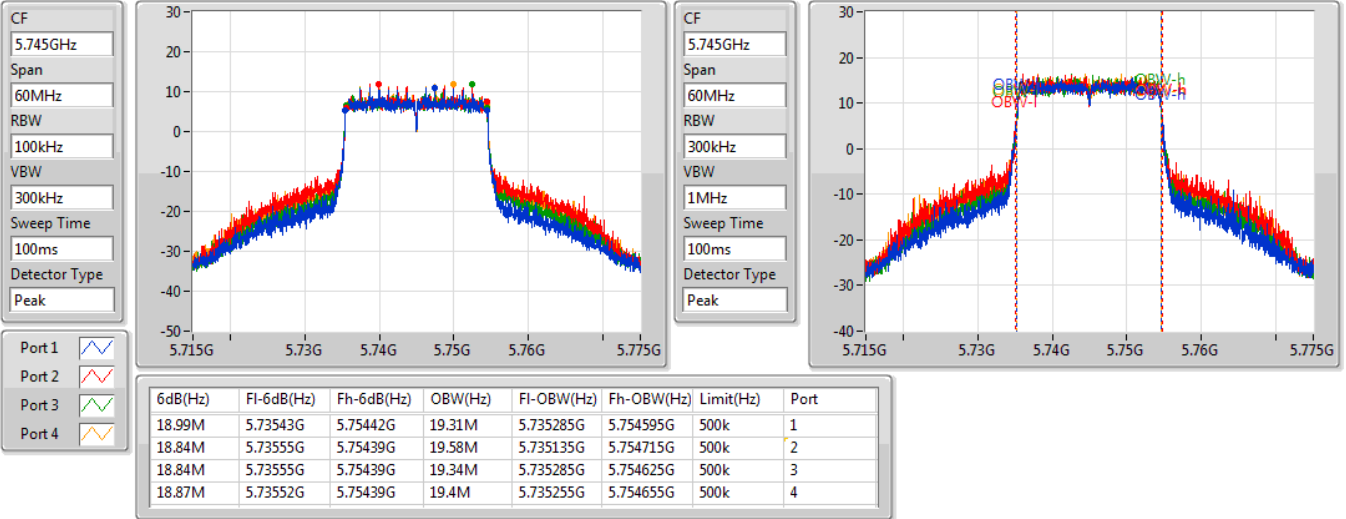 CF
5.745GHz
Span
60MHz
RBW
100kHz
VBW
300kHz
Sweep Time
100ms
Detector Type
Peak
30
20
10
0
-10
-20
-30
-40
-50
5.715G 5.73G 5.74G 5.75G 5.76G 5.775G
CF
5.745GHz
Span
60MHz
RBW
300kHz
VBW
1MHz
Sweep Time
100ms
Detector Type
Peak
30
20
10
0
-10
-20
-30
-40
OBW-l
OBW-h
OBW-h
5.715G 5.73G 5.74G 5.75G 5.76G 5.775G
Port 1
Port 2
Port 3
Port 4
6dB(Hz) Fl-6dB(Hz) Fh-6dB(Hz) OBW(Hz) Fl-OBW(Hz) Fh-OBW(Hz) Limit(Hz) Port
18.99M 5.73543G 5.75442G 19.31M 5.735285G 5.754595G 500k 1
18.84M 5.73555G 5.75439G 19.58M 5.735135G 5.754715G 500k 2
18.84M 5.73555G 5.75439G 19.34M 5.735285G 5.754625G 500k 3
18.87M 5.73552G 5.75439G 19.4M 5.735255G 5.754655G 500k 4